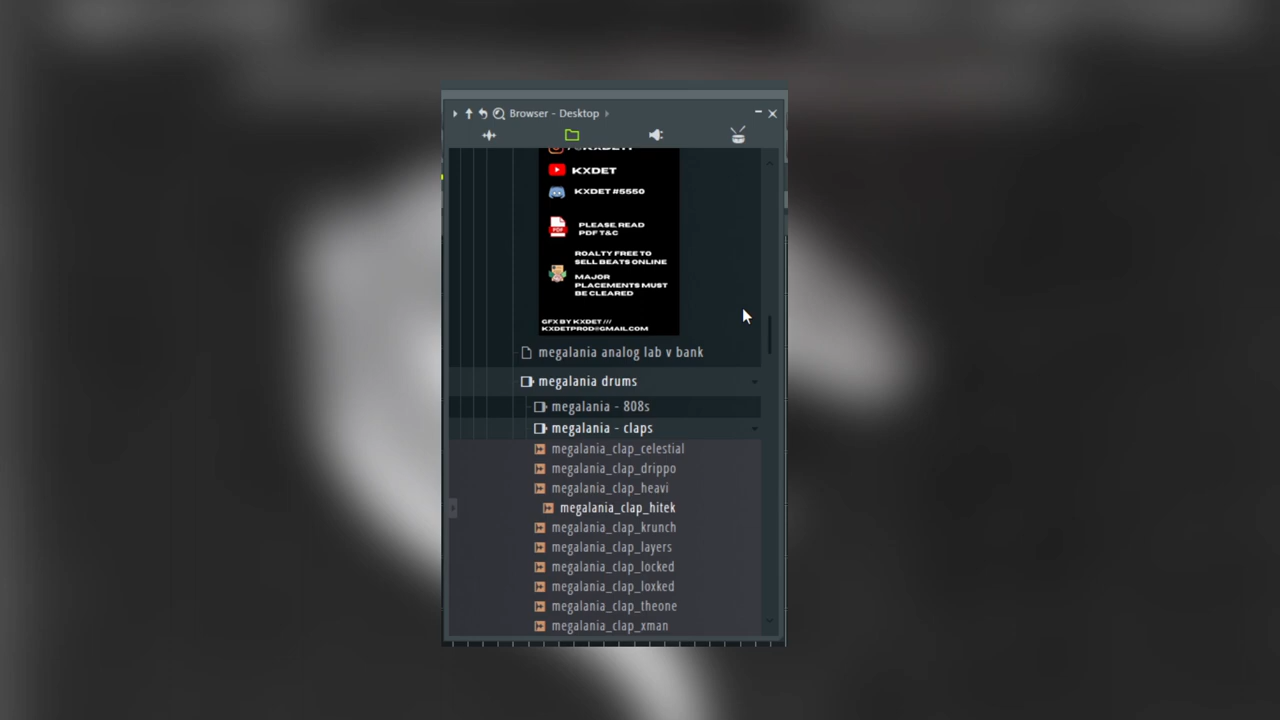 Browser - Desktop
KXDET
KXDET #5550
PLEASE READ
PDF T&C
ROALTY FREE TO
SELL BEATS ONLINE
MAJOR
PLACEMENTS MUST
BE CLEARED
GFX BY KXDET ///
KXDETPROD@GMAIL.COM
megalania analog lab v bank
megalania drums
megalania - 808s
megalania - claps
megalania_clap_celestial
megalania_clap_drippo
megalania_clap_heavi
megalania_clap_hitek
megalania_clap_krunch
megalania_clap_layers
megalania_clap_locked
megalania_clap_loxked
megalania_clap_theone
megalania_clap_xman